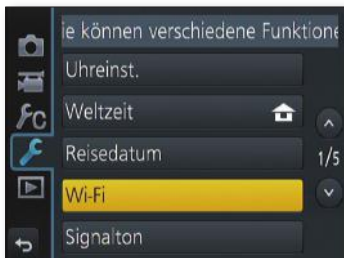 ie können verschiedene Funktione
Uhreinst.
Weltzeit
Reisedatum
1/5
Wi-Fi
Signalton